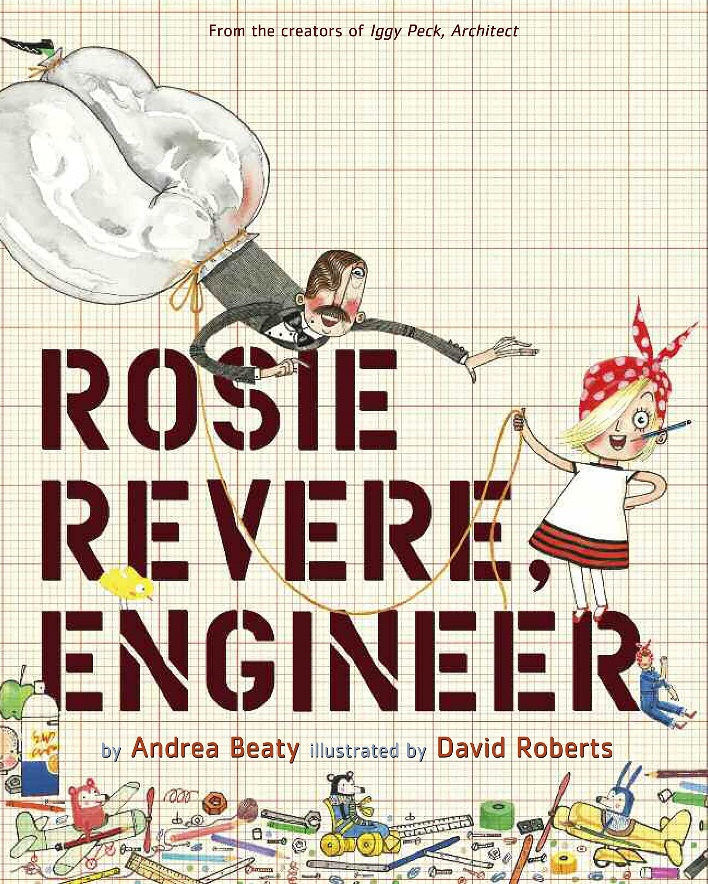 From the creators of Iggy Peck, Architect
ROSIE
REVERE,
ENGINEER
by Andrea Beaty illustrated by David Roberts